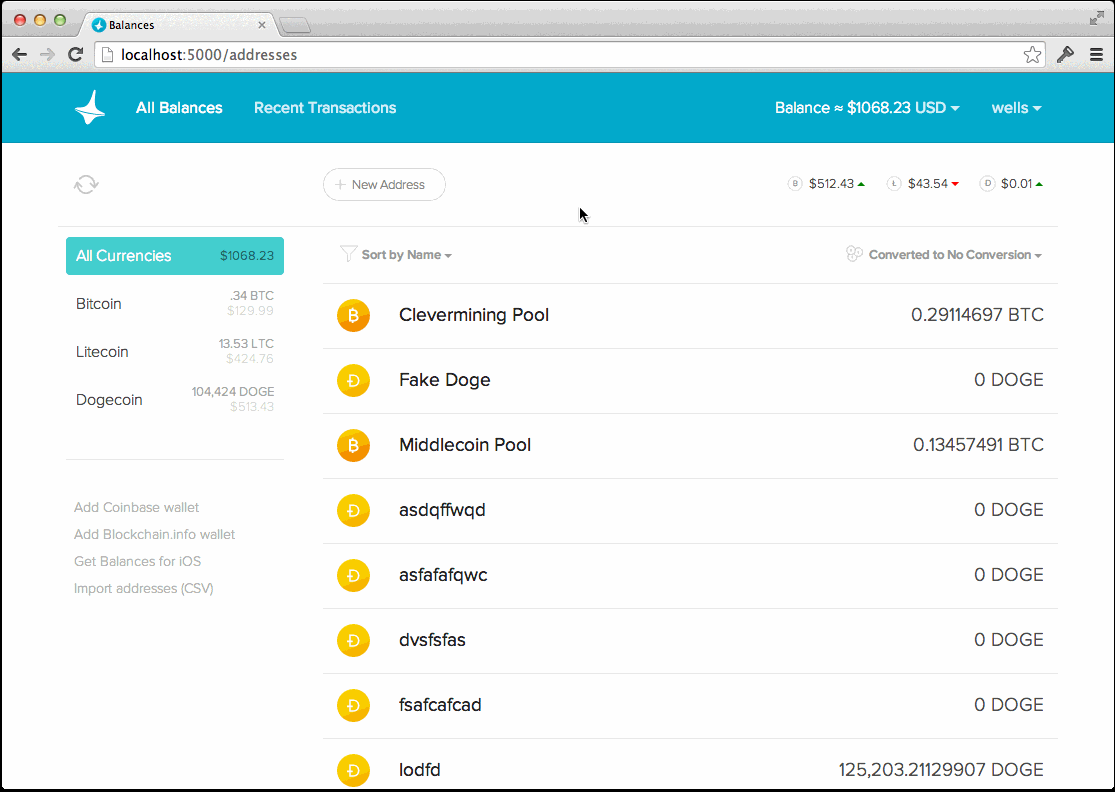 Balances
localhost:5000/addresses
All Balances Recent Transactions Balance ≈ $1068.23 USD wells
+ New Address B $512.43 Ł $43.54 Ð $0.01
All Currencies $1068.23
Sort by Name Converted to No Conversion
Bitcoin .34 BTC
$129.99
Litecoin 13.53 LTC
$424.76
Dogecoin 104,424 DOGE
$513.43
Add Coinbase wallet
Add Blockchain.info wallet
Get Balances for iOS
Import addresses (CSV)
Clevermining Pool 0.29114697 BTC
Fake Doge 0 DOGE
Middlecoin Pool 0.13457491 BTC
asdqffwqd 0 DOGE
asfafafqwc 0 DOGE
dvsfsfas 0 DOGE
fsafcafcad 0 DOGE
lodfd 125,203.21129907 DOGE